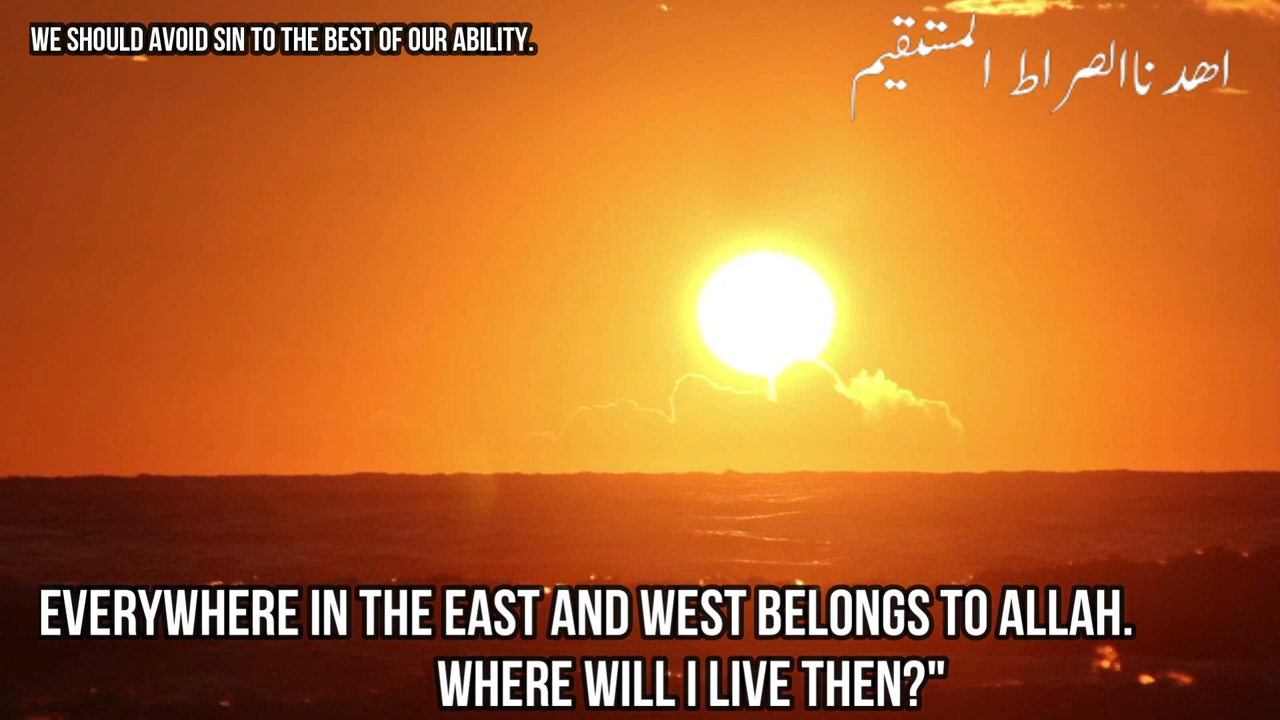 WE SHOULD AVOID SIN TO THE BEST OF OUR ABILITY.
اهدنا الصراط المستقيم
EVERYWHERE IN THE EAST AND WEST BELONGS TO ALLAH.
WHERE WILL I LIVE THEN?"